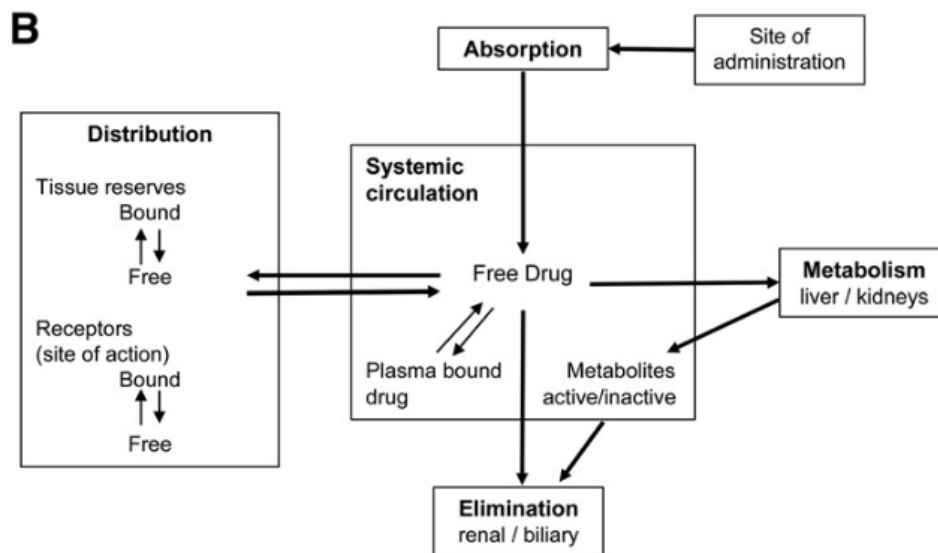 B
Absorption
Site of
administration
Distribution
Tissue reserves
Bound
Free
Receptors
(site of action)
Bound
Free
Systemic
circulation
Free Drug
Plasma bound
drug
Metabolites
active/inactive
Metabolism
liver / kidneys
Elimination
renal / biliary